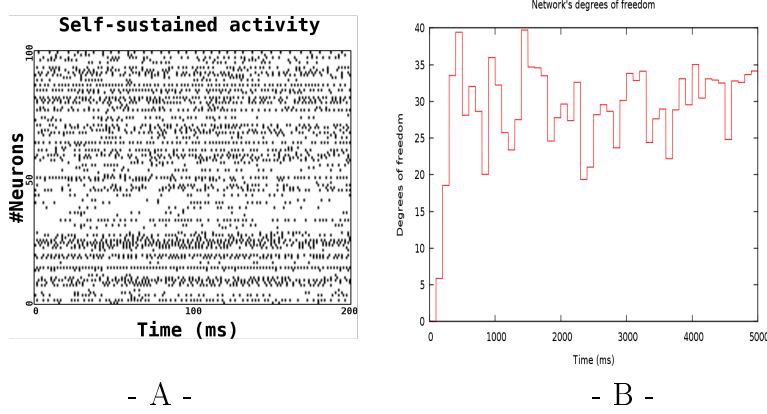 Self-sustained activity
100
50
0
#Neurons
0 100 200
Time (ms)
- A -
Network's degrees of freedom
40
35
30
25
20
15
10
5
0
Degrees of freedom
0 1000 2000 3000 4000 5000
Time (ms)
- B -